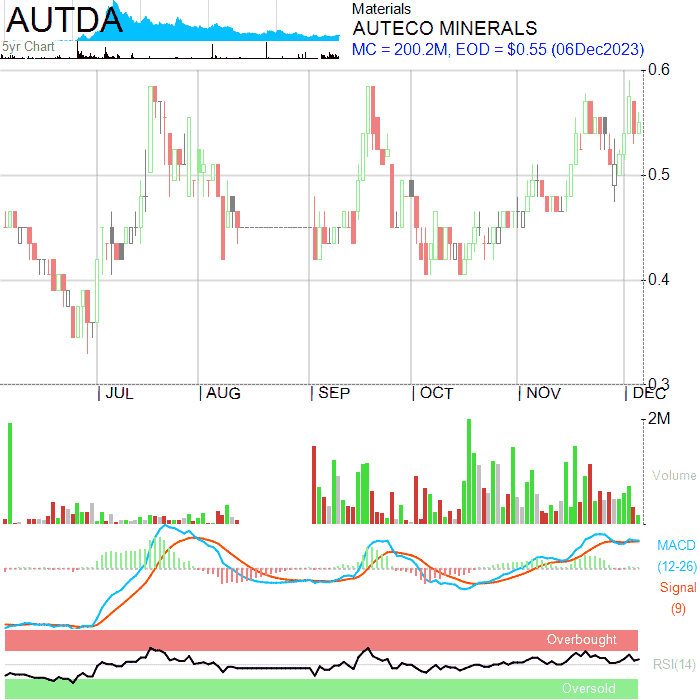 AUTDA
5yr Chart
Materials
AUTECO MINERALS
MC = 200.2M, EOD = $0.55 (06Dec2023)
0.6
0.5
0.4
0.3
JUL
AUG
SEP
OCT
NOV
DEC
2M
Volume
MACD
(12-26)
Signal
(9)
Overbought
RSI(14)
Oversold